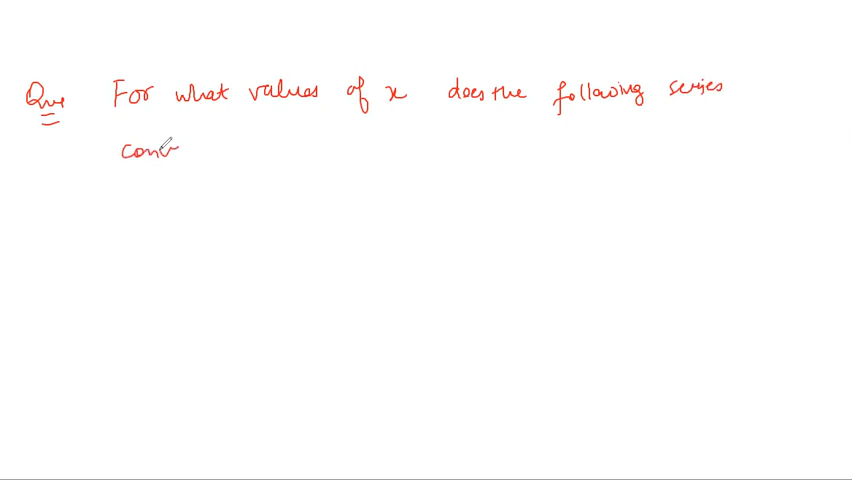 Que For what values of x does the following series
conv